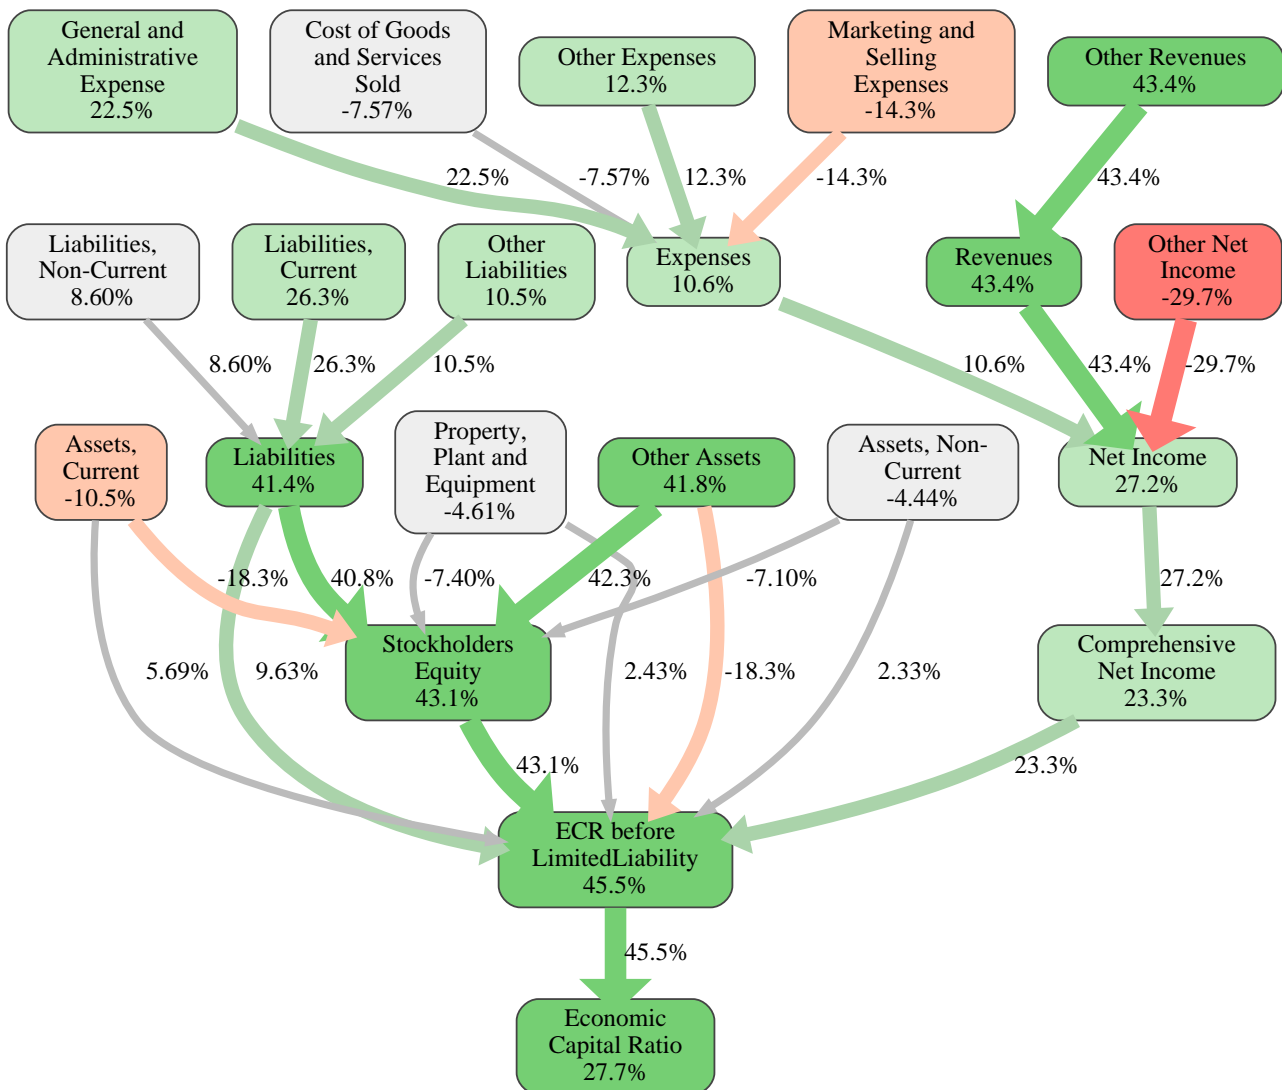 General and
Administrative
Expense
22.5%
Cost of Goods
and Services
Sold
-7.57%
Other Expenses
12.3%
Marketing and
Selling
Expenses
-14.3%
Other Revenues
43.4%
22.5%
-7.57%
12.3%
-14.3%
43.4%
Liabilities,
Non-Current
8.60%
Liabilities,
Current
26.3%
Other
Liabilities
10.5%
Expenses
10.6%
Revenues
43.4%
Other Net
Income
-29.7%
8.60%
26.3%
10.5%
10.6%
43.4%
-29.7%
Assets,
Current
-10.5%
Liabilities
41.4%
Property,
Plant and
Equipment
-4.61%
Other Assets
41.8%
Assets, Non-
Current
-4.44%
Net Income
27.2%
-18.3%
40.8%
-7.40%
42.3%
-7.10%
27.2%
Stockholders
Equity
43.1%
Comprehensive
Net Income
23.3%
5.69%
9.63%
2.43%
-18.3%
2.33%
43.1%
23.3%
ECR before
LimitedLiability
45.5%
45.5%
Economic
Capital Ratio
27.7%